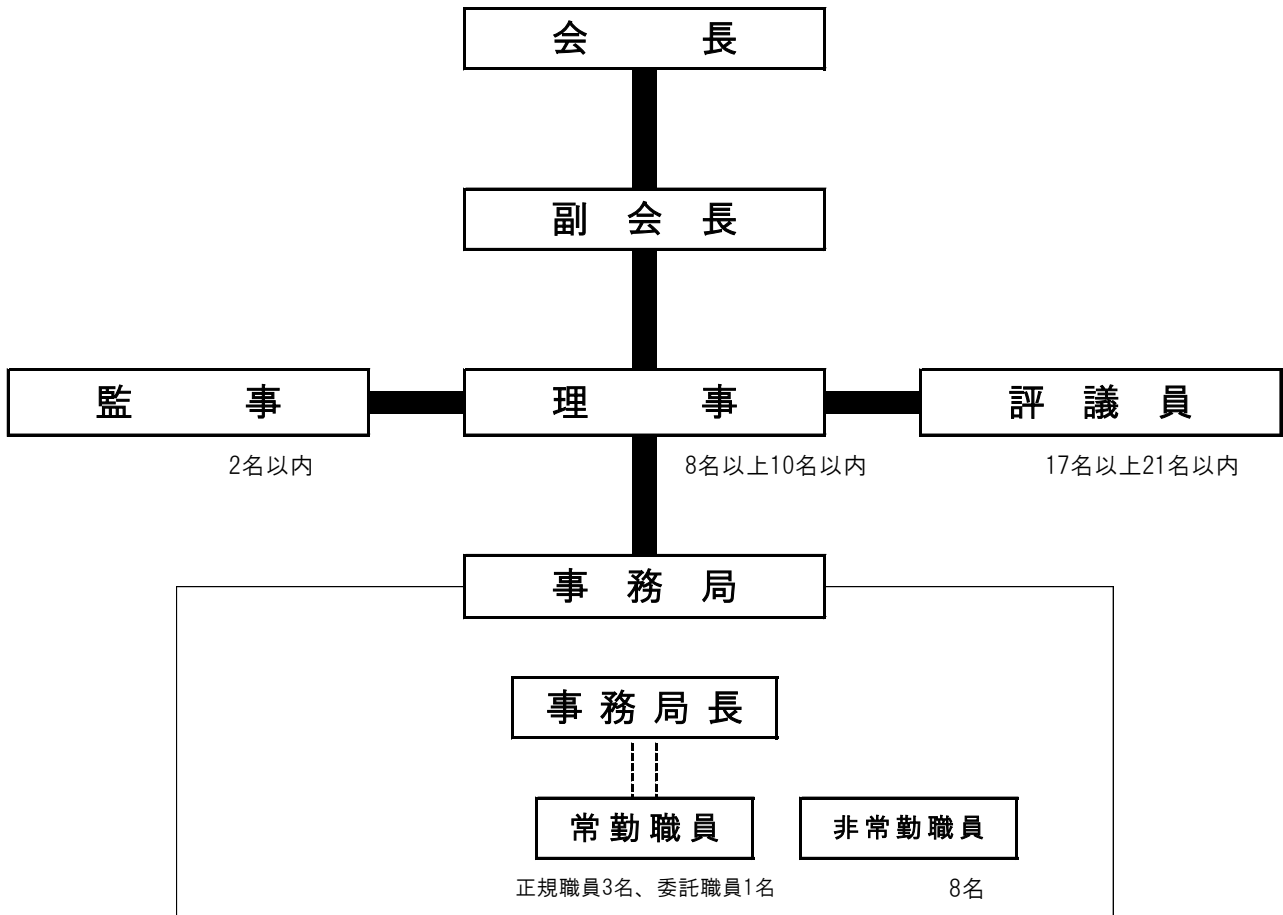 会長
副会長
監事
理事
評議員
2名以内
8名以上10名以内
17名以上21名以内
事務局
事務局長
常勤職員
非常勤職員
正規職員3名、委託職員1名
8名